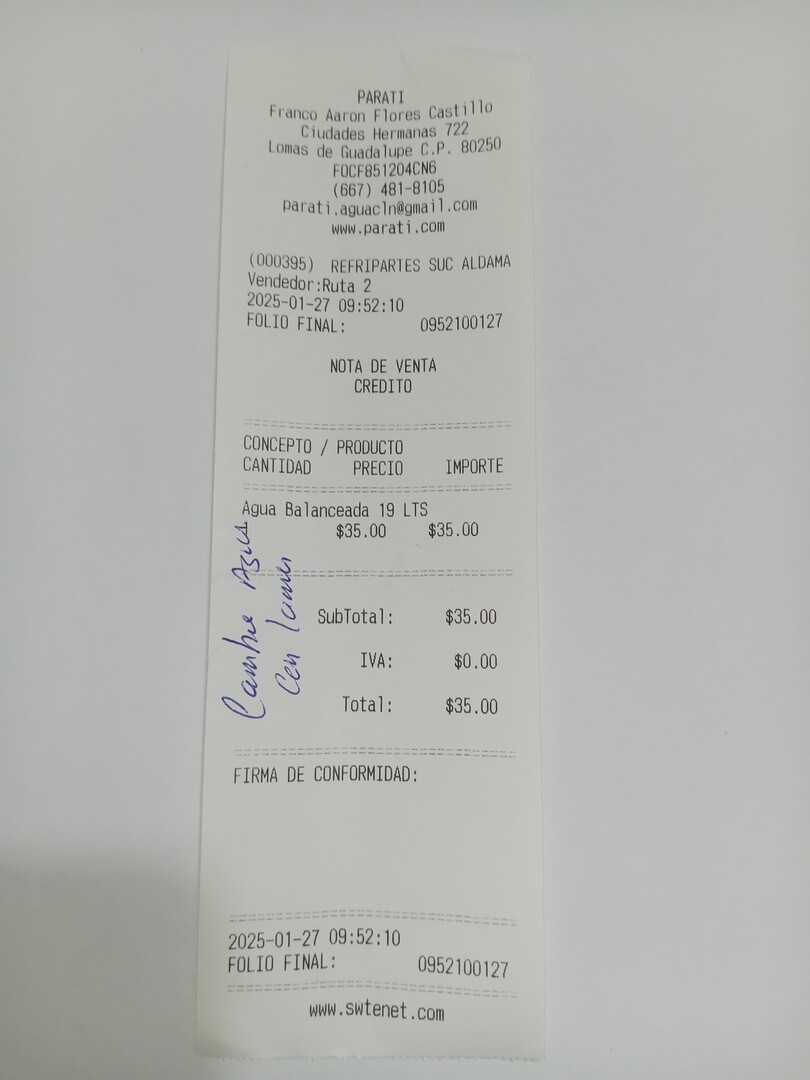 PARATI
Franco Aaron Flores Castillo
Ciudades Hermanas 722
Lomas de Guadalupe C.P. 80250
FOCF851204CN6
(667) 481-8105
parati.aguacln@gmail.com
www.parati.com
(000395) REFRIPARTES SUC ALDAMA
Vendedor:Ruta 2
2025-01-27 09:52:10
FOLIO FINAL: 0952100127
NOTA DE VENTA
CREDITO
CONCEPTO / PRODUCTO
CANTIDAD PRECIO IMPORTE
Agua Balanceada 19 LTS
$35.00 $35.00
SubTotal: $35.00
IVA: $0.00
Total: $35.00
Agua
FIRMA DE CONFORMIDAD:
2025-01-27 09:52:10
FOLIO FINAL: 0952100127
www.swtenet.com